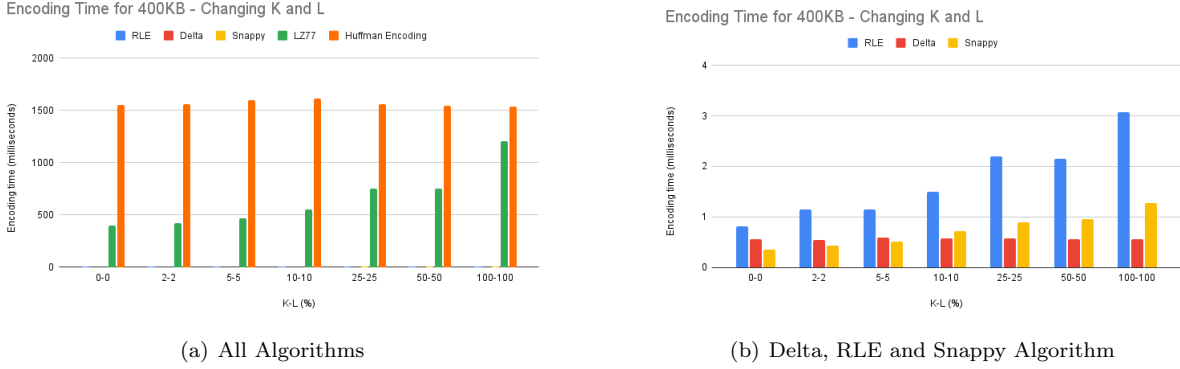 Encoding Time for 400KB - Changing K and L
RLE Delta Snappy LZ77 Huffman Encoding
Encoding time (milliseconds)
2000
1500
1000
500
0
0-0 2-2 5-5 10-10 25-25 50-50 100-100
K-L (%)
(a) All Algorithms
Encoding Time for 400KB - Changing K and L
RLE Delta Snappy
Encoding time (milliseconds)
4
3
2
1
0
0-0 2-2 5-5 10-10 25-25 50-50 100-100
K-L (%)
(b) Delta, RLE and Snappy Algorithm